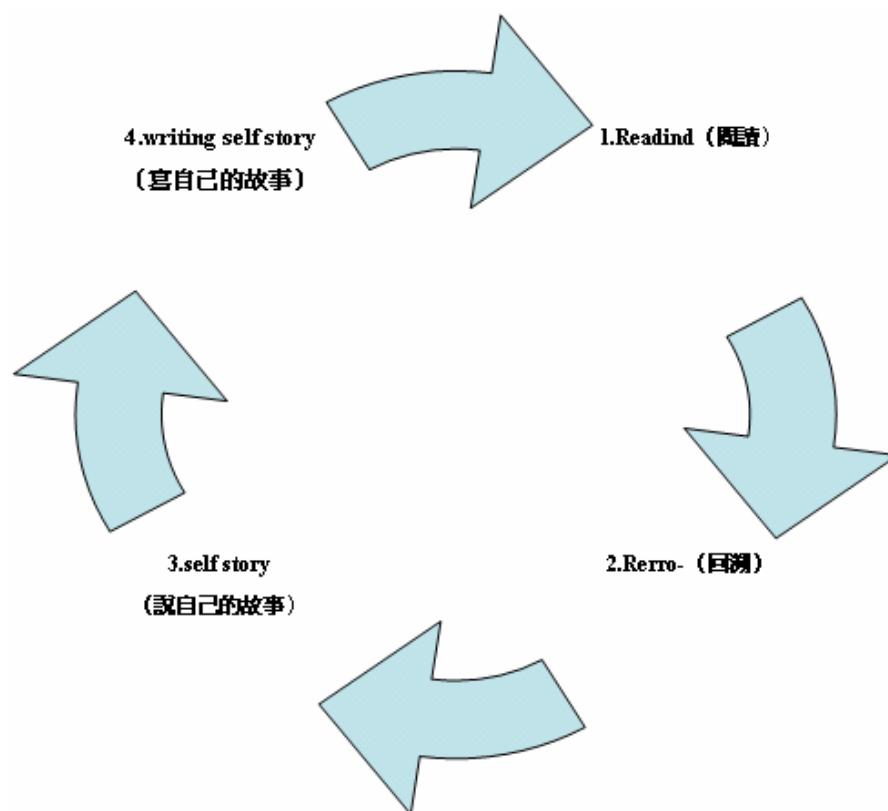 1.Readind（閱讀）
2.Rerro-（回溯）
3.self story
（說自己的故事）
4.writing self story
（寫自己的故事）